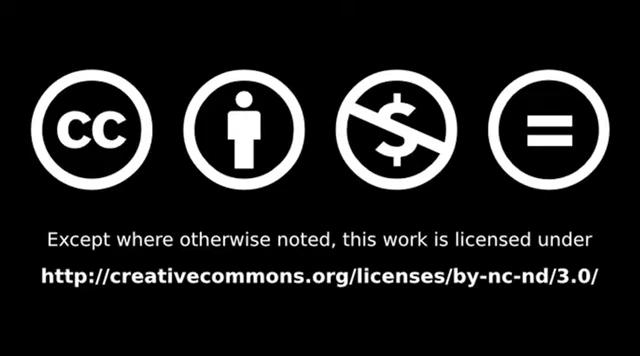 cc
$
=
Except where otherwise noted, this work is licensed under
http://creativecommons.org/licenses/by-nc-nd/3.0/